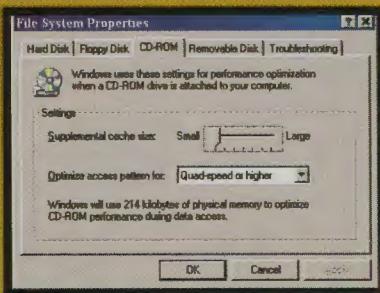 File System Properties
Hard Disk Floppy Disk CD-ROM Removable Disk Troubleshooting
Windows uses these settings for performance optimization
when a CD-ROM drive is attached to your computer.
Settings
Supplemental cache size: Small Large
Optimize access pattern for: Quad-speed or higher
Windows will use 214 kilobytes of physical memory to optimize
CD-ROM performance during data access.
OK Cancel Apply